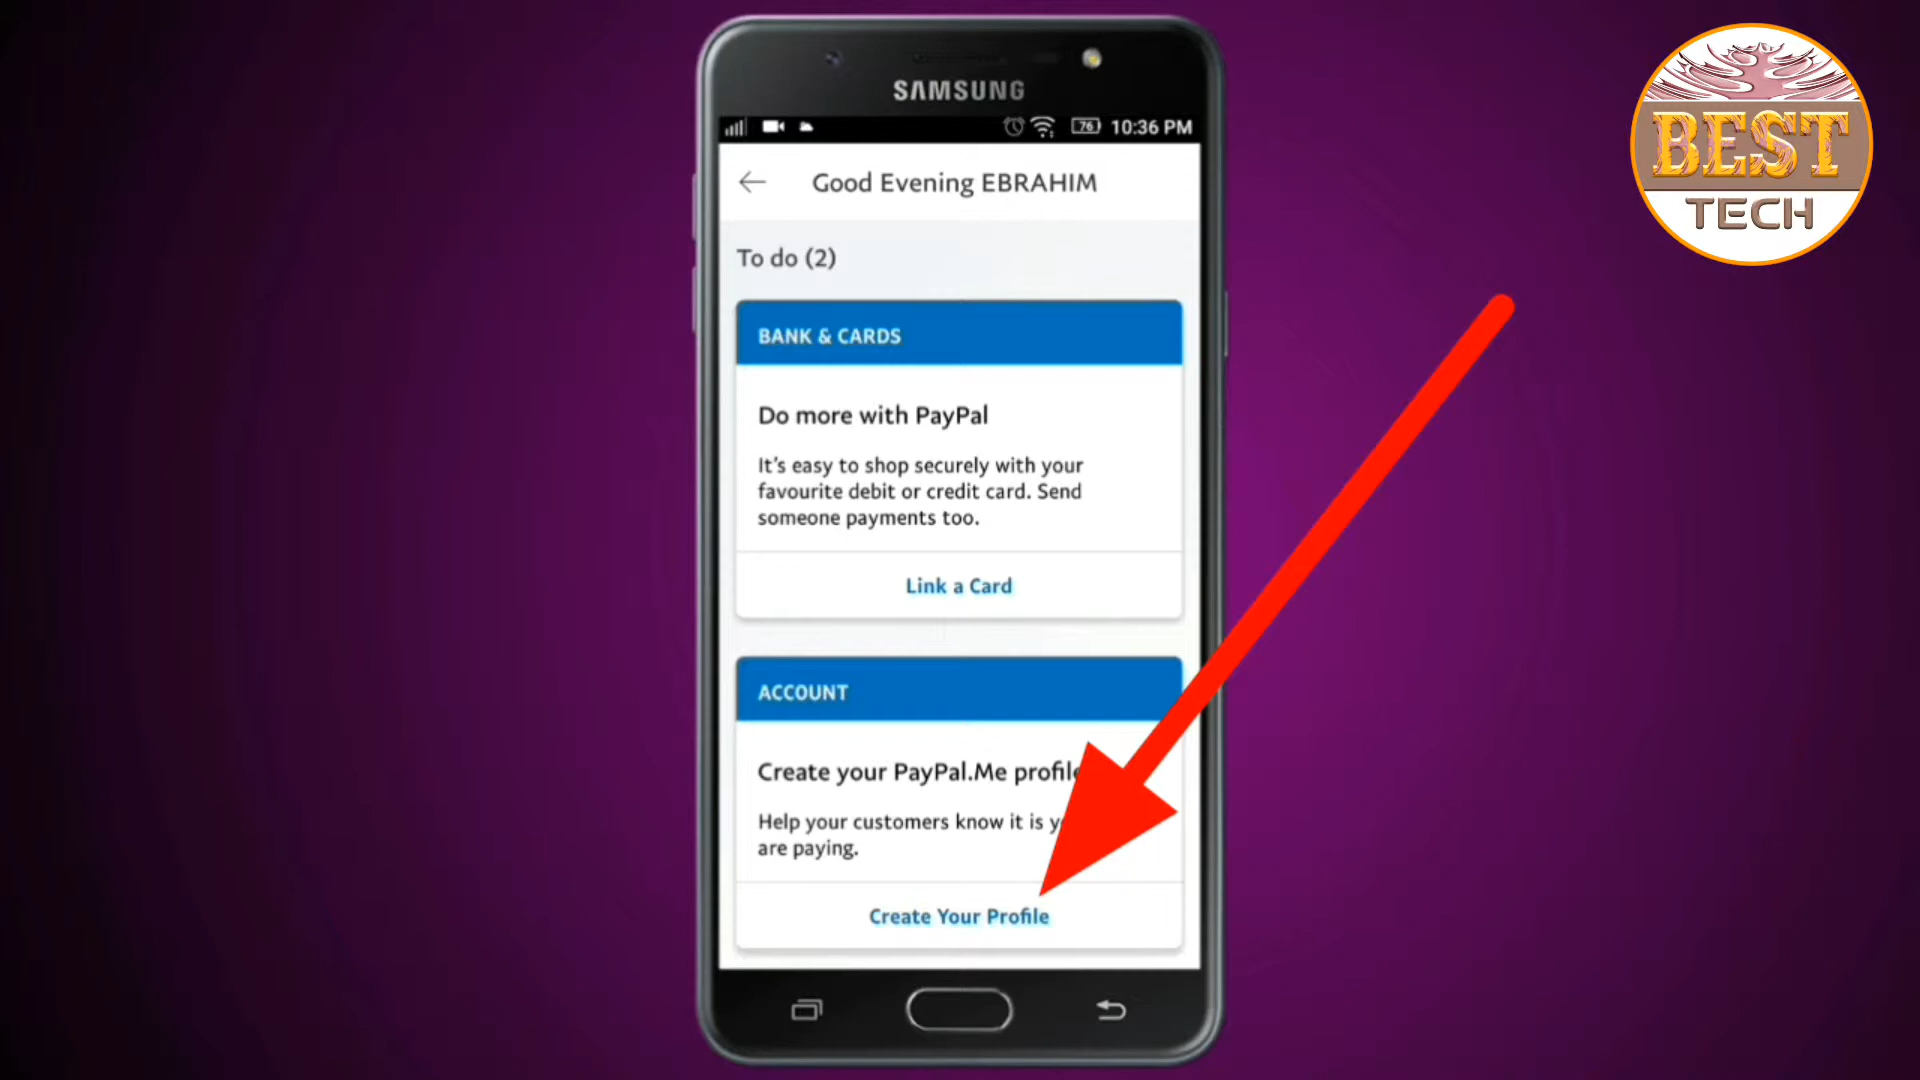 SAMSUNG
76 10:36 PM
Good Evening EBRAHIM
To do (2)
BANK & CARDS
Do more with PayPal
It's easy to shop securely with your
favourite debit or credit card. Send
someone payments too.
Link a Card
ACCOUNT
Create your PayPal.Me profile
Help your customers know it is
are paying.
Create Your Profile
BEST
TECH